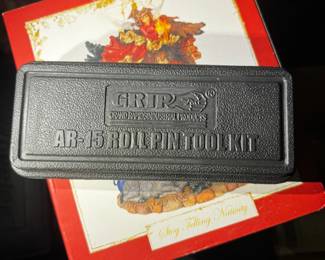 GRIP®
AR-15 ROLL PIN TOOL KIT
Story Telling Nativity